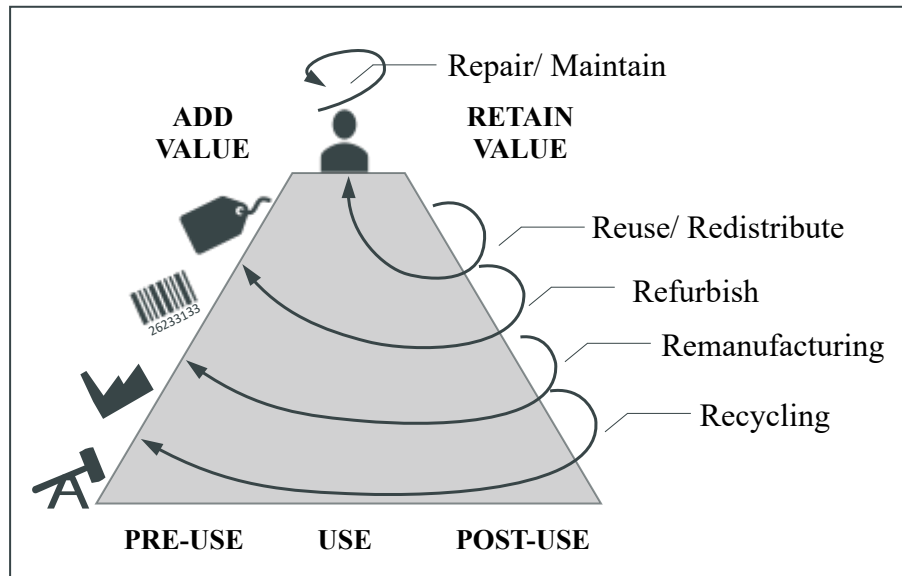 Repair/ Maintain
ADD
VALUE
RETAIN
VALUE
Reuse/ Redistribute
26233133
Refurbish
Remanufacturing
Recycling
PRE-USE
USE
POST-USE